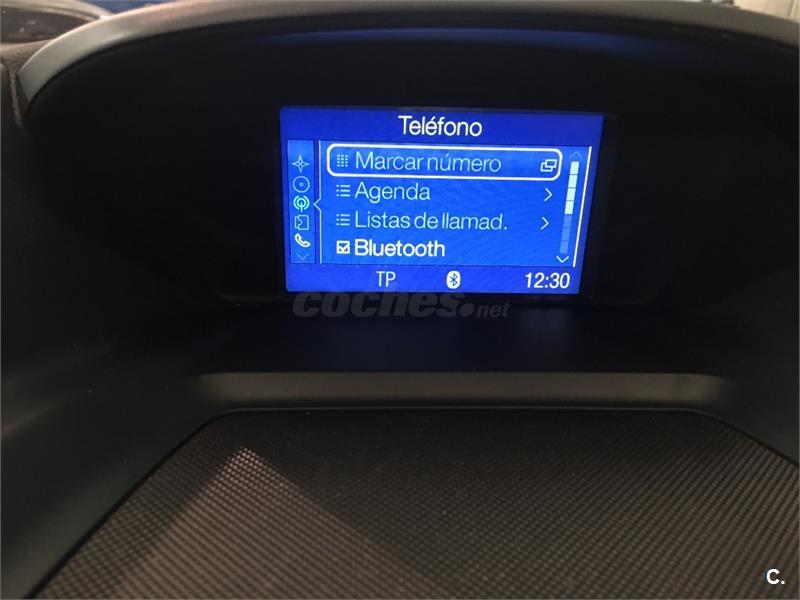 Teléfono
Marcar número
Agenda
Listas de llamad.
Bluetooth
TP 12:30
coches.net
C.